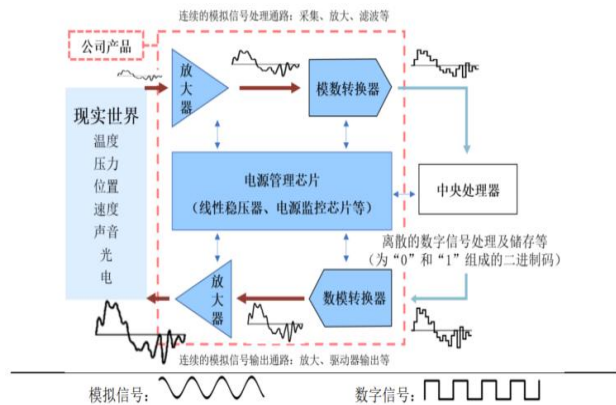 连续的模拟信号处理通路：采集、放大、滤波等
公司产品
放大器
模数转换器
现实世界
温度
压力
位置
速度
声音
光
电
电源管理芯片
（线性稳压器、电源监控芯片等）
中央处理器
离散的数字信号处理及储存等
（为“0”和“1”组成的二进制码）
放大器
数模转换器
连续的模拟信号输出通路：放大、驱动器输出等
模拟信号：
数字信号：